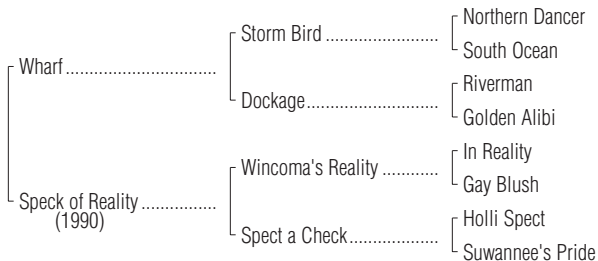 Northern Dancer
Storm Bird ........................
South Ocean
Wharf ................................
Riverman
Dockage............................
Golden Alibi
In Reality
Wincoma's Reality ............
Gay Blush
Speck of Reality ................
(1990)
Holli Spect
Spect a Check...................
Suwannee's Pride